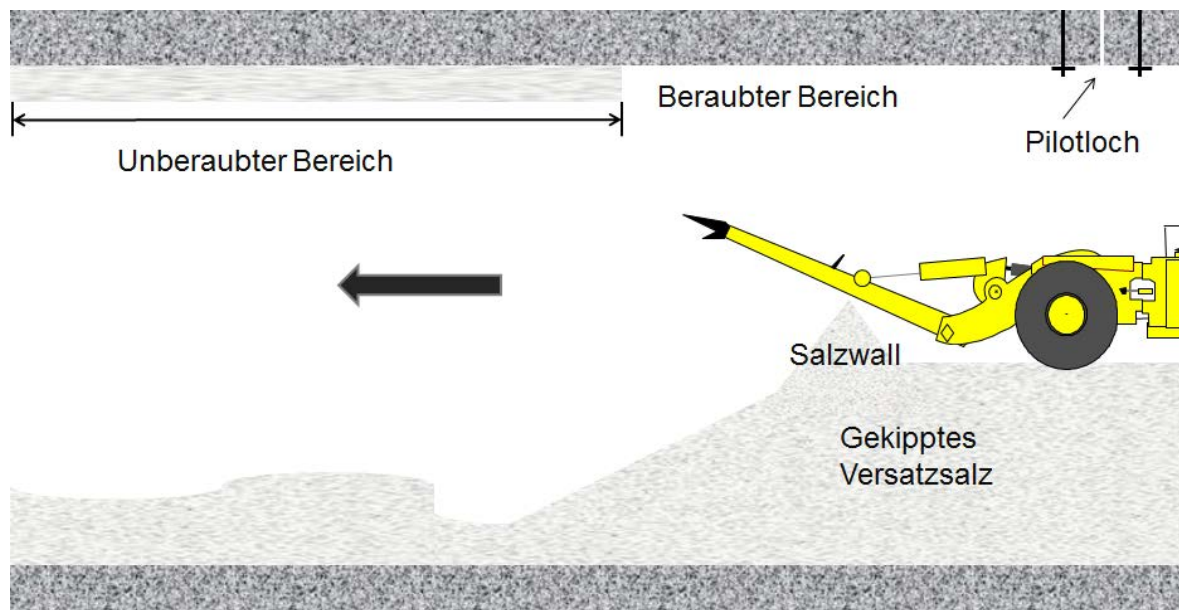 Beraubter Bereich
Pilotloch
Unberaubter Bereich
Salzwall
Gekipptes
Versatzsalz